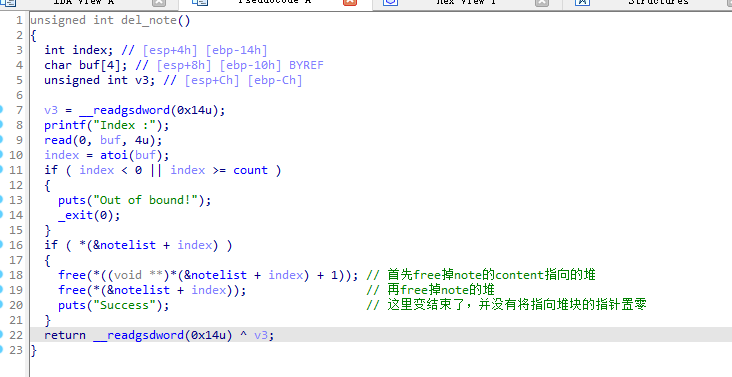 IDA View A Pseudocode A Hex View 1 Structures
1 unsigned int del_note()
2 {
3 int index; // [esp+4h] [ebp-14h]
4 char buf[4]; // [esp+8h] [ebp-10h] BYREF
5 unsigned int v3; // [esp+Ch] [ebp-Ch]
6
7 v3 = __readgsdword(0x14u);
8 printf("Index :");
9 read(0, buf, 4u);
10 index = atoi(buf);
11 if ( index < 0 || index >= count )
12 {
13 puts("Out of bound!");
14 _exit(0);
15 }
16 if ( *(&notelist + index) )
17 {
18 free(*((void **)*(&notelist + index) + 1)); // 首先free掉note的content指向的堆
19 free(*(&notelist + index)); // 再free掉note的堆
20 puts("Success"); // 这里变结束了，并没有将指向堆块的指针置零
21 }
22 return __readgsdword(0x14u) ^ v3;
23 }